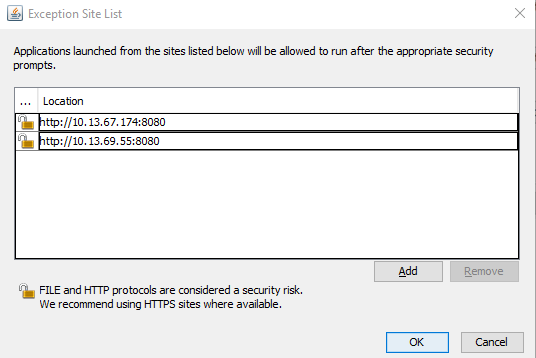 Exception Site List
Applications launched from the sites listed below will be allowed to run after the appropriate security
prompts.
... Location
http://10.13.67.174:8080
http://10.13.69.55:8080
Add Remove
FILE and HTTP protocols are considered a security risk.
We recommend using HTTPS sites where available.
OK Cancel